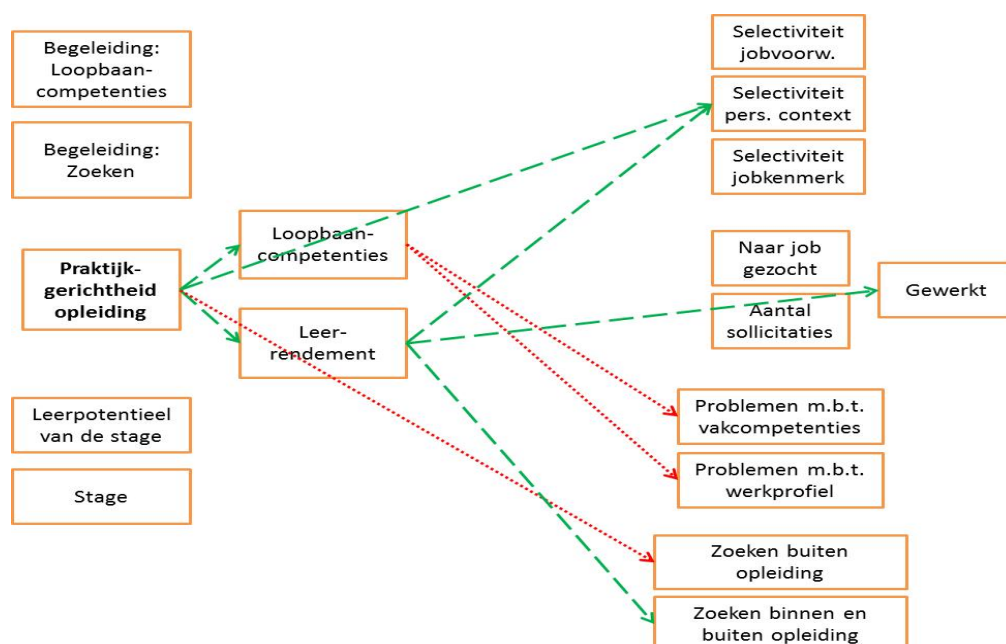 Begeleiding:
Loopbaan-
competenties
Begeleiding:
Zoeken
Praktijk-
gerichtheid
opleiding
Leerpotentieel
van de stage
Stage
Loopbaan-
competenties
Leer-
rendement
Selectiviteit
jobvoorw.
Selectiviteit
pers. context
Selectiviteit
jobkenmerk
Naar job
gezocht
Aantal
sollicitaties
Gewerkt
Problemen m.b.t.
vakcompetenties
Problemen m.b.t.
werkprofiel
Zoeken buiten
opleiding
Zoeken binnen en
buiten opleiding